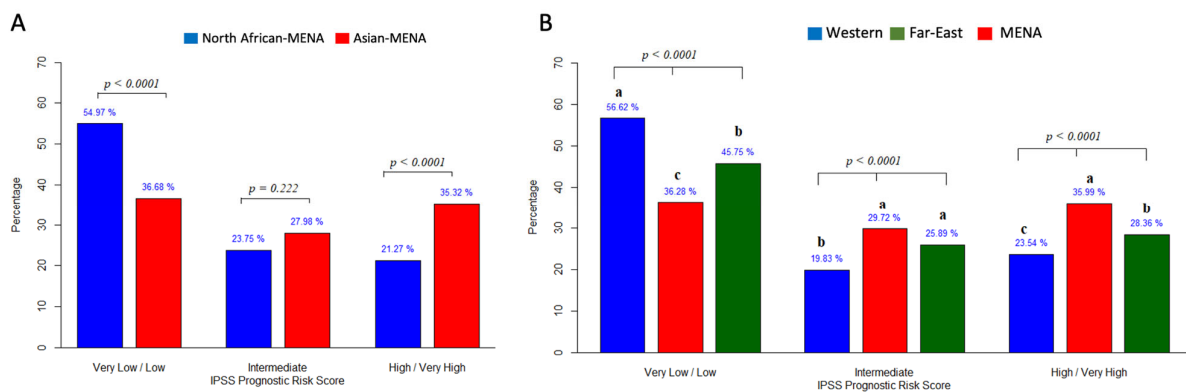 A
North African-MENA Asian-MENA
70
60
50
40
30
20
10
0
Percentage
p < 0.0001
54.97 %
36.68 %
p = 0.222
23.75 %
27.98 %
p < 0.0001
21.27 %
35.32 %
Very Low / Low Intermediate High / Very High
IPSS Prognostic Risk Score
B
Western Far-East MENA
70
60
50
40
30
20
10
0
Percentage
p < 0.0001
a
56.62 %
c
36.28 %
b
45.75 %
p < 0.0001
b
19.83 %
a
29.72 %
a
25.89 %
p < 0.0001
c
23.54 %
a
35.99 %
b
28.36 %
Very Low / Low Intermediate High / Very High
IPSS Prognostic Risk Score